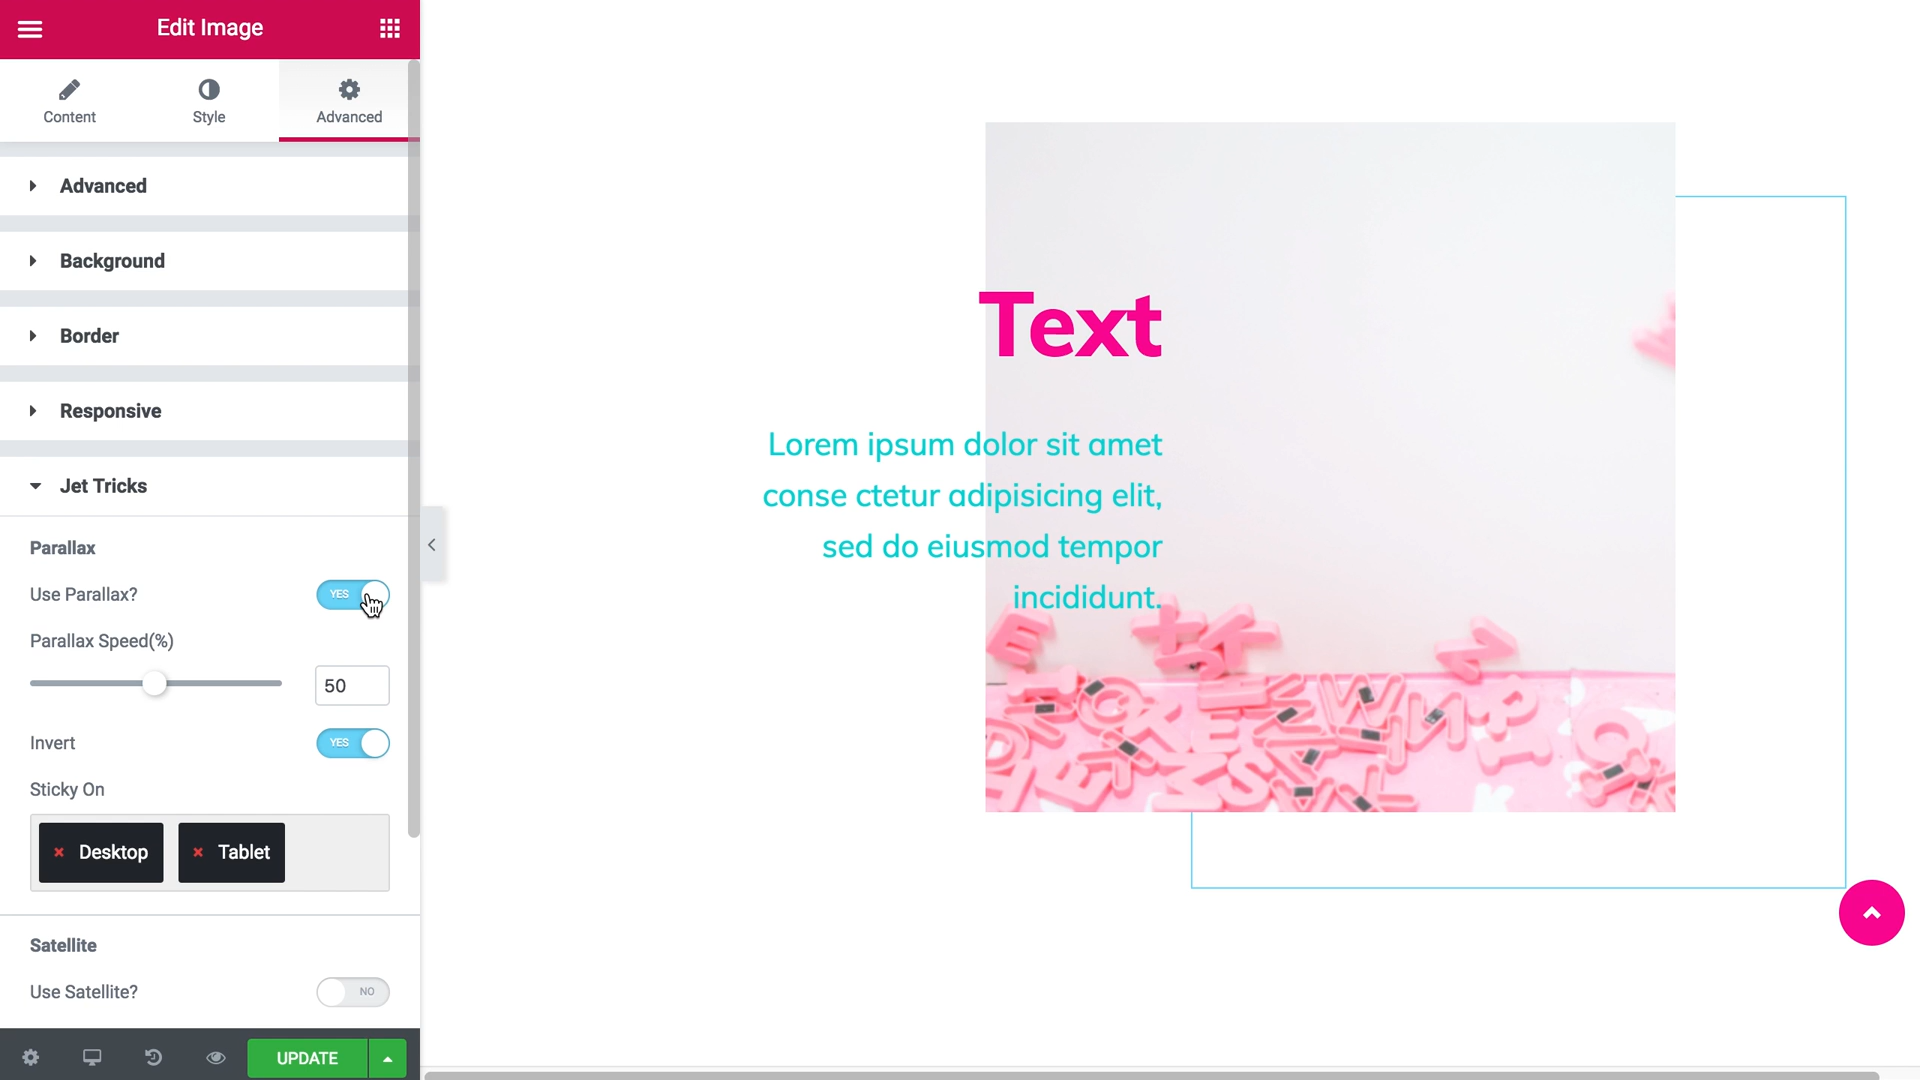 Edit Image
Content
Style
Advanced
Advanced
Background
Border
Responsive
Jet Tricks
Parallax
Use Parallax?
YES
Parallax Speed(%)
50
Invert
YES
Sticky On
× Desktop
× Tablet
Satellite
Use Satellite?
NO
UPDATE
Text
Lorem ipsum dolor sit amet
conse ctetur adipisicing elit,
sed do eiusmod tempor
incididunt.